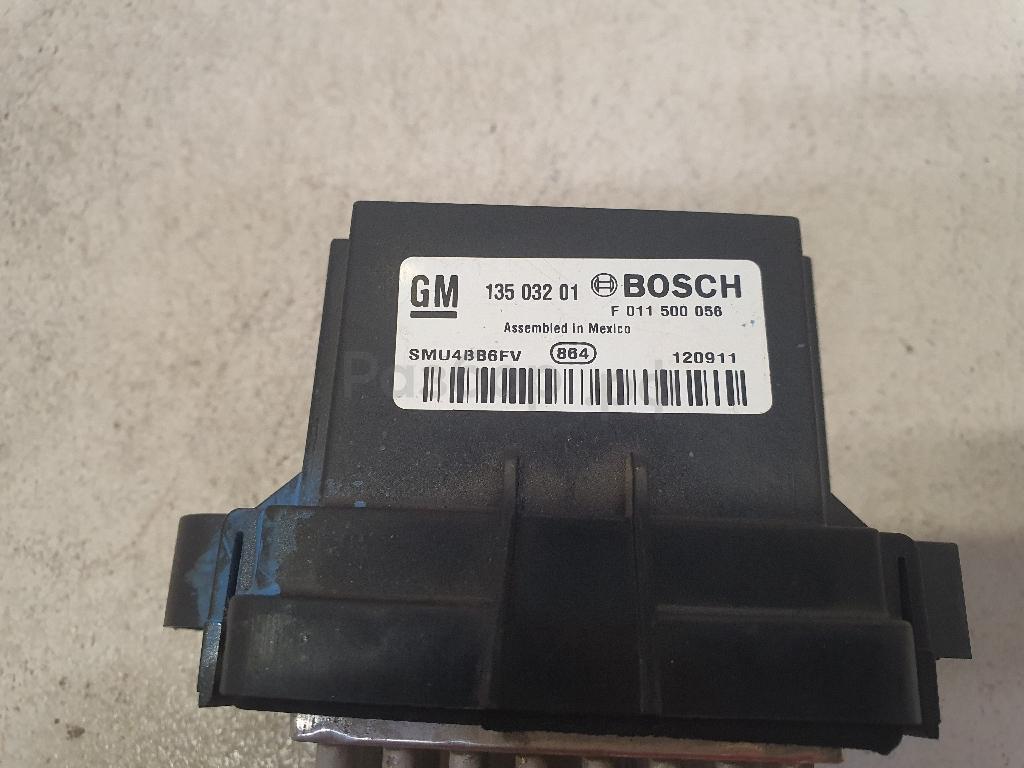 GM 135 032 01 BOSCH
F 011 500 056
Assembled in Mexico
SMU4BB6FV 864 120911